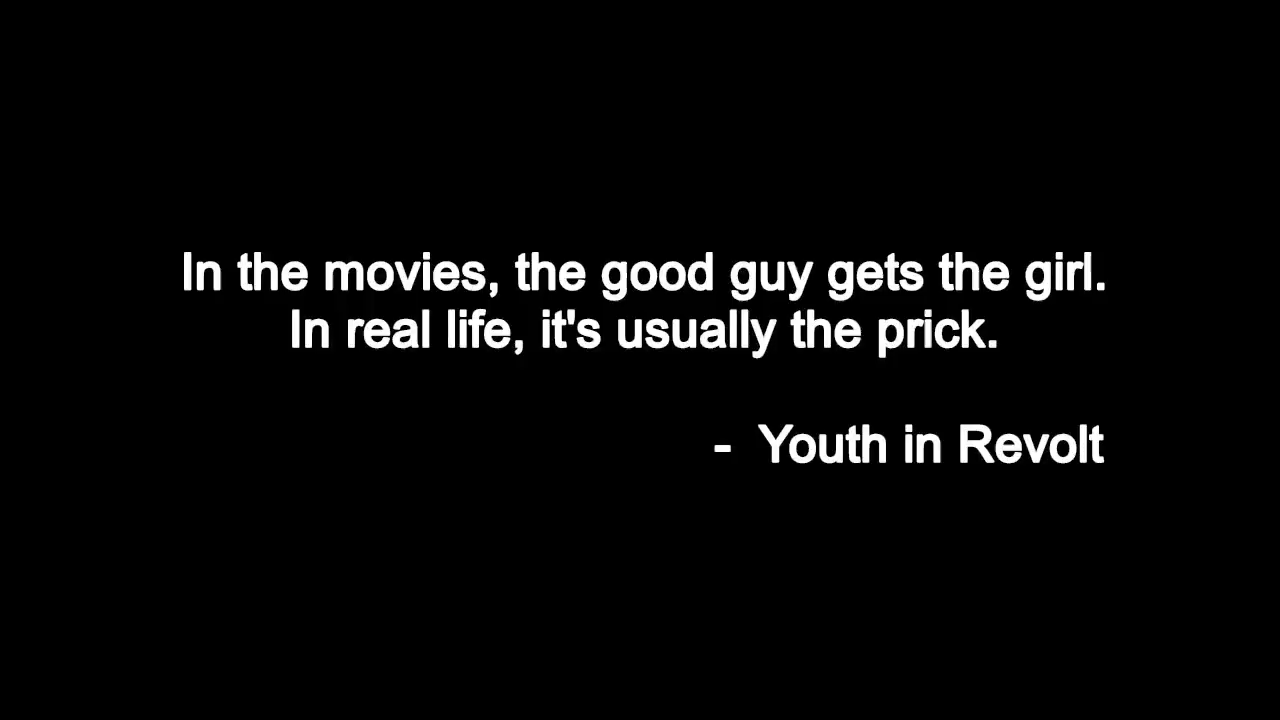 In the movies, the good guy gets the girl.
In real life, it's usually the prick.
- Youth in Revolt